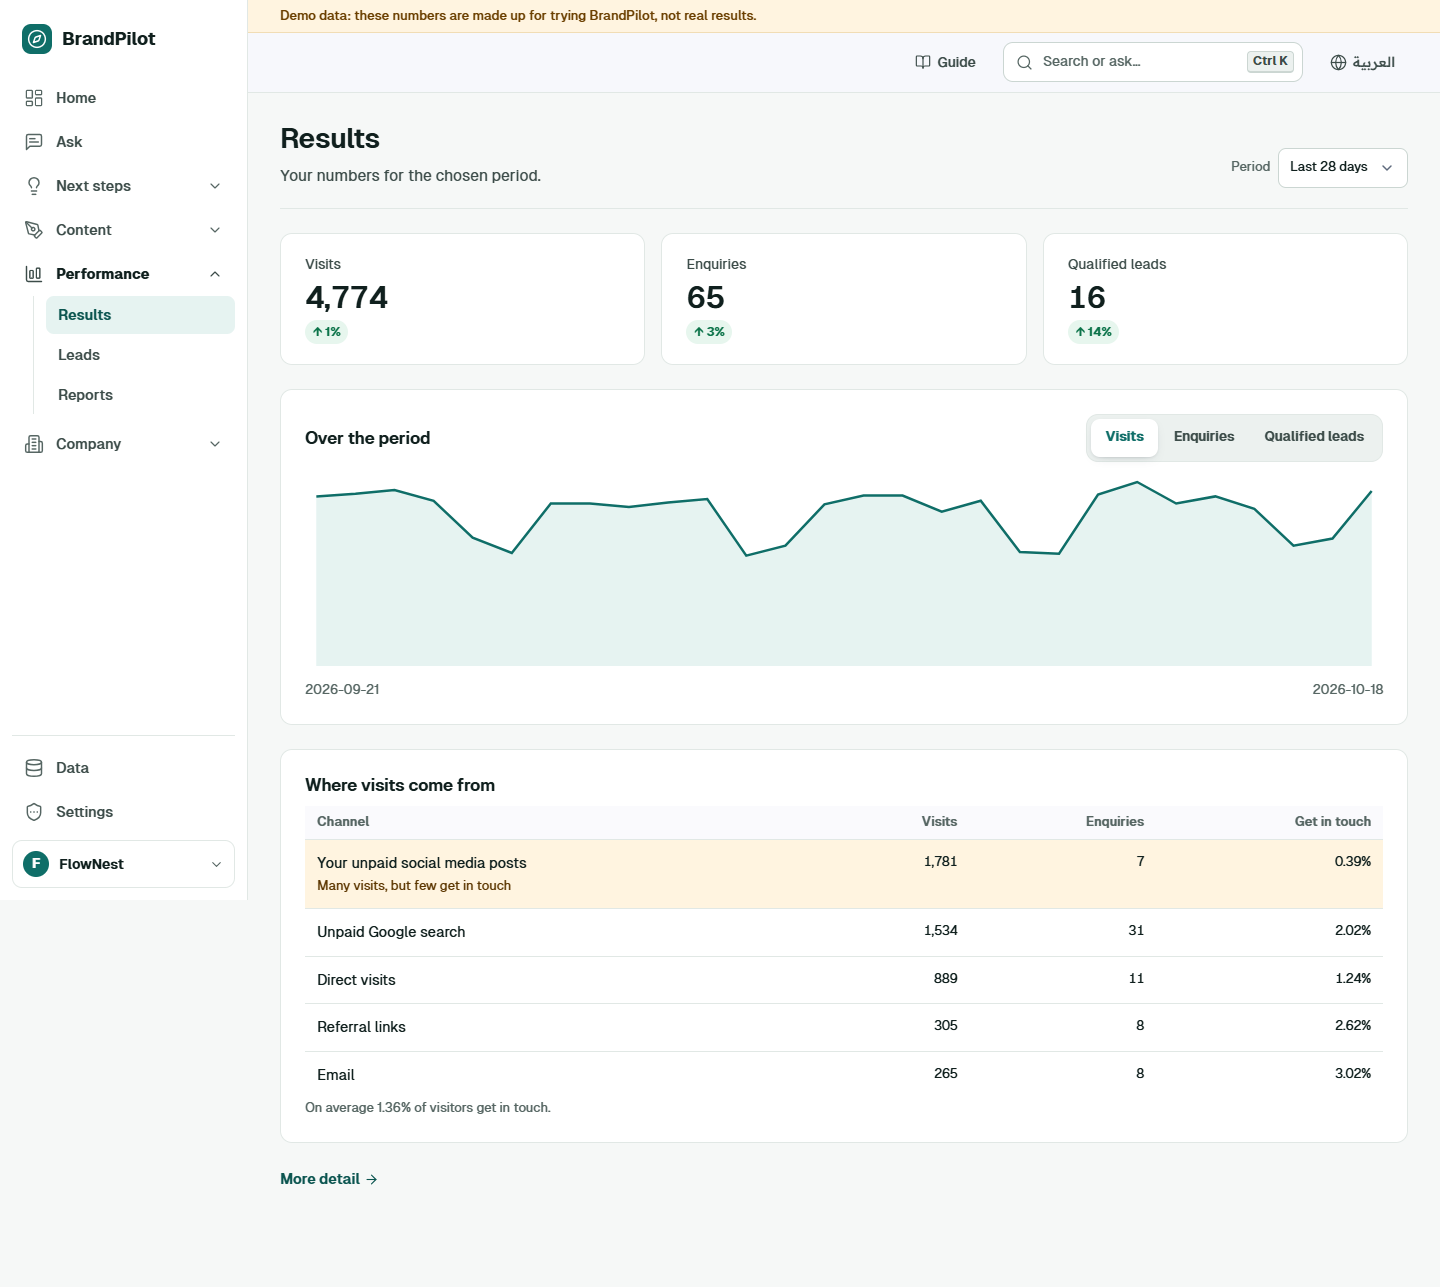 BrandPilot
Home
Ask
Next steps
Content
Performance
Results
Leads
Reports
Company
Data
Settings
F FlowNest
Demo data: these numbers are made up for trying BrandPilot, not real results.
Guide
Search or ask…
Ctrl K
العربية
Results
Your numbers for the chosen period.
Period Last 28 days
Visits
4,774
↑ 1%
Enquiries
65
↑ 3%
Qualified leads
16
↑ 14%
Over the period
Visits Enquiries Qualified leads
2026-09-21 2026-10-18
Where visits come from
Channel Visits Enquiries Get in touch
Your unpaid social media posts 1,781 7 0.39%
Many visits, but few get in touch
Unpaid Google search 1,534 31 2.02%
Direct visits 889 11 1.24%
Referral links 305 8 2.62%
Email 265 8 3.02%
On average 1.36% of visitors get in touch.
More detail →